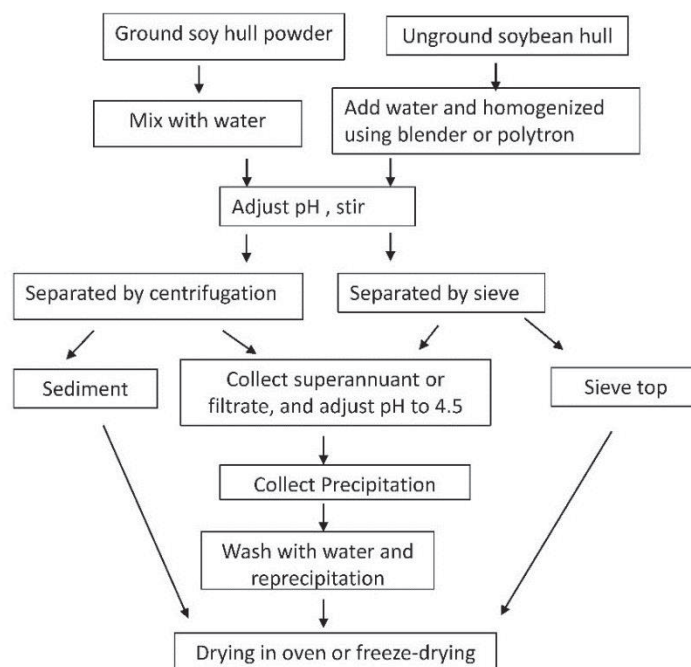 Ground soy hull powder
Unground soybean hull
Mix with water
Add water and homogenized
using blender or polytron
Adjust pH , stir
Separated by centrifugation
Separated by sieve
Sediment
Collect superannuant or
filtrate, and adjust pH to 4.5
Sieve top
Collect Precipitation
Wash with water and
reprecipitation
Drying in oven or freeze-drying